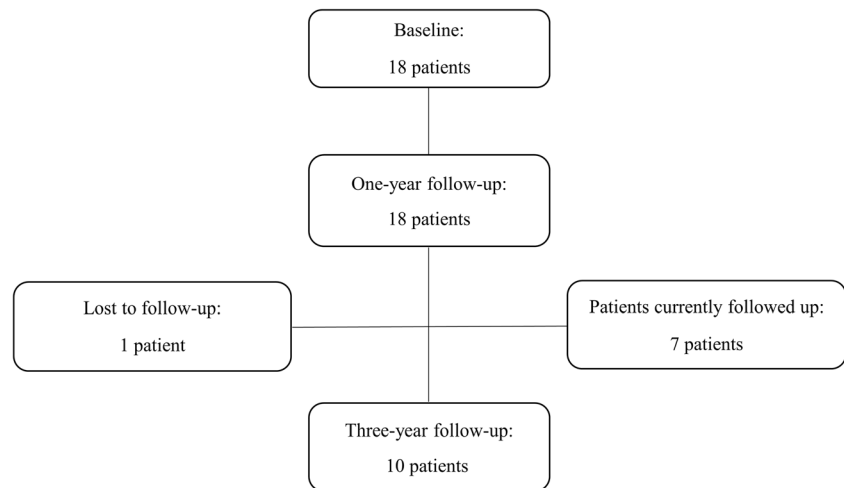 Baseline:
18 patients
One-year follow-up:
18 patients
Lost to follow-up:
1 patient
Patients currently followed up:
7 patients
Three-year follow-up:
10 patients